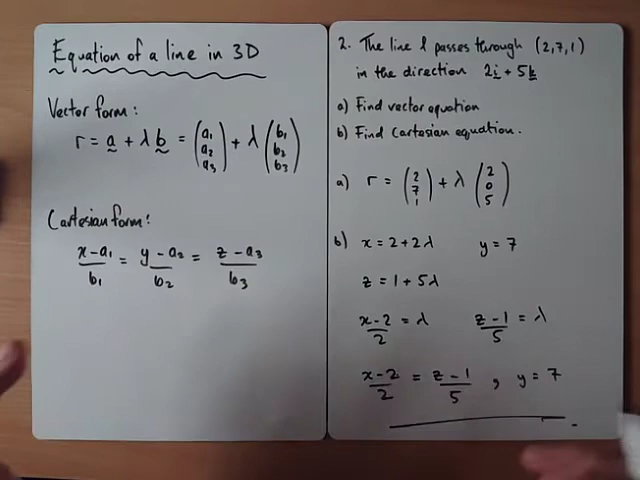 Equation of a line in 3D
Vector form:
r = a + λ b = (a₁ a₂ a₃) + λ (b₁ b₂ b₃)
Cartesian form:
x-a₁/b₁ = y-a₂/b₂ = z-a₃/b₃
2. The line l passes through (2,7,1)
in the direction 2i + 5k
a) Find vector equation
b) Find Cartesian equation.
a) r = (2 7 1) + λ (2 0 5)
b) x = 2+2λ y = 7
z = 1+5λ
x-2/2 = λ z-1/5 = λ
x-2/2 = z-1/5 , y = 7